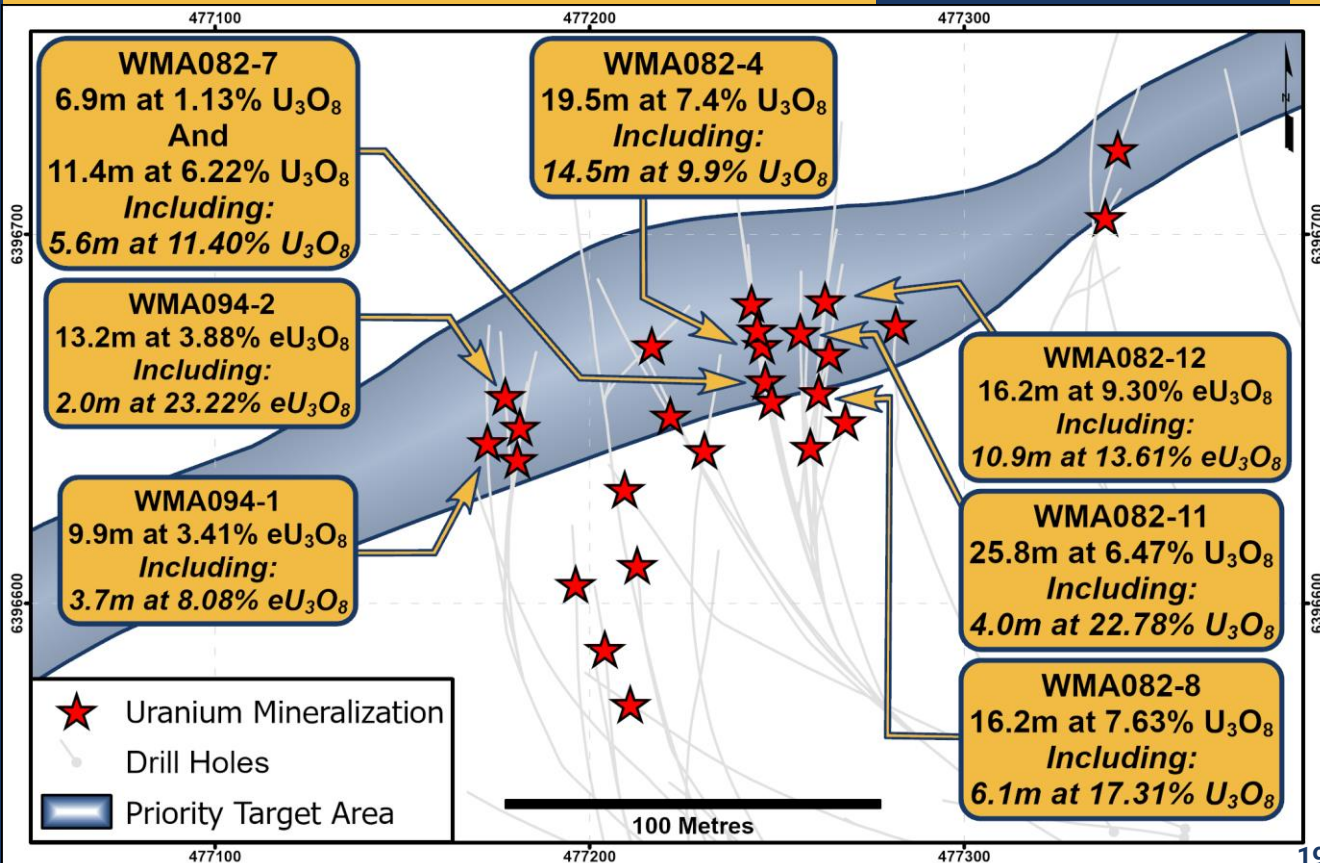 477100
477200
477300
WMA082-7
6.9m at 1.13% U₃O₈
And
11.4m at 6.22% U₃O₈
Including:
5.6m at 11.40% U₃O₈
WMA082-4
19.5m at 7.4% U₃O₈
Including:
14.5m at 9.9% U₃O₈
N
6396700
6396700
WMA094-2
13.2m at 3.88% eU₃O₈
Including:
2.0m at 23.22% eU₃O₈
WMA082-12
16.2m at 9.30% eU₃O₈
Including:
10.9m at 13.61% eU₃O₈
WMA094-1
9.9m at 3.41% eU₃O₈
Including:
3.7m at 8.08% eU₃O₈
WMA082-11
25.8m at 6.47% U₃O₈
Including:
4.0m at 22.78% U₃O₈
6396600
6396600
WMA082-8
16.2m at 7.63% U₃O₈
Including:
6.1m at 17.31% U₃O₈
Uranium Mineralization
Drill Holes
Priority Target Area
100 Metres
477100
477200
477300
19